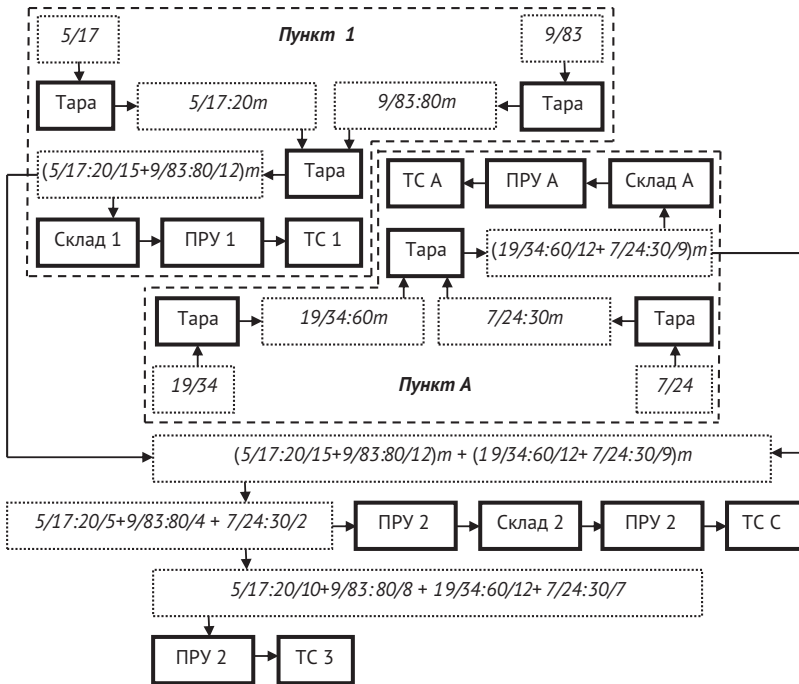 5/17
Пункт 1
9/83
Тара
5/17:20т
9/83:80т
Тара
(5/17:20/15+9/83:80/12)т
Тара
ТС А
ПРУ А
Склад А
Склад 1
ПРУ 1
ТС 1
Тара
(19/34:60/12+ 7/24:30/9)т
Тара
19/34:60т
7/24:30т
Тара
19/34
Пункт А
7/24
(5/17:20/15+9/83:80/12)т + (19/34:60/12+ 7/24:30/9)т
5/17:20/5+9/83:80/4 + 7/24:30/2
ПРУ 2
Склад 2
ПРУ 2
ТС С
5/17:20/10+9/83:80/8 + 19/34:60/12+ 7/24:30/7
ПРУ 2
ТС 3